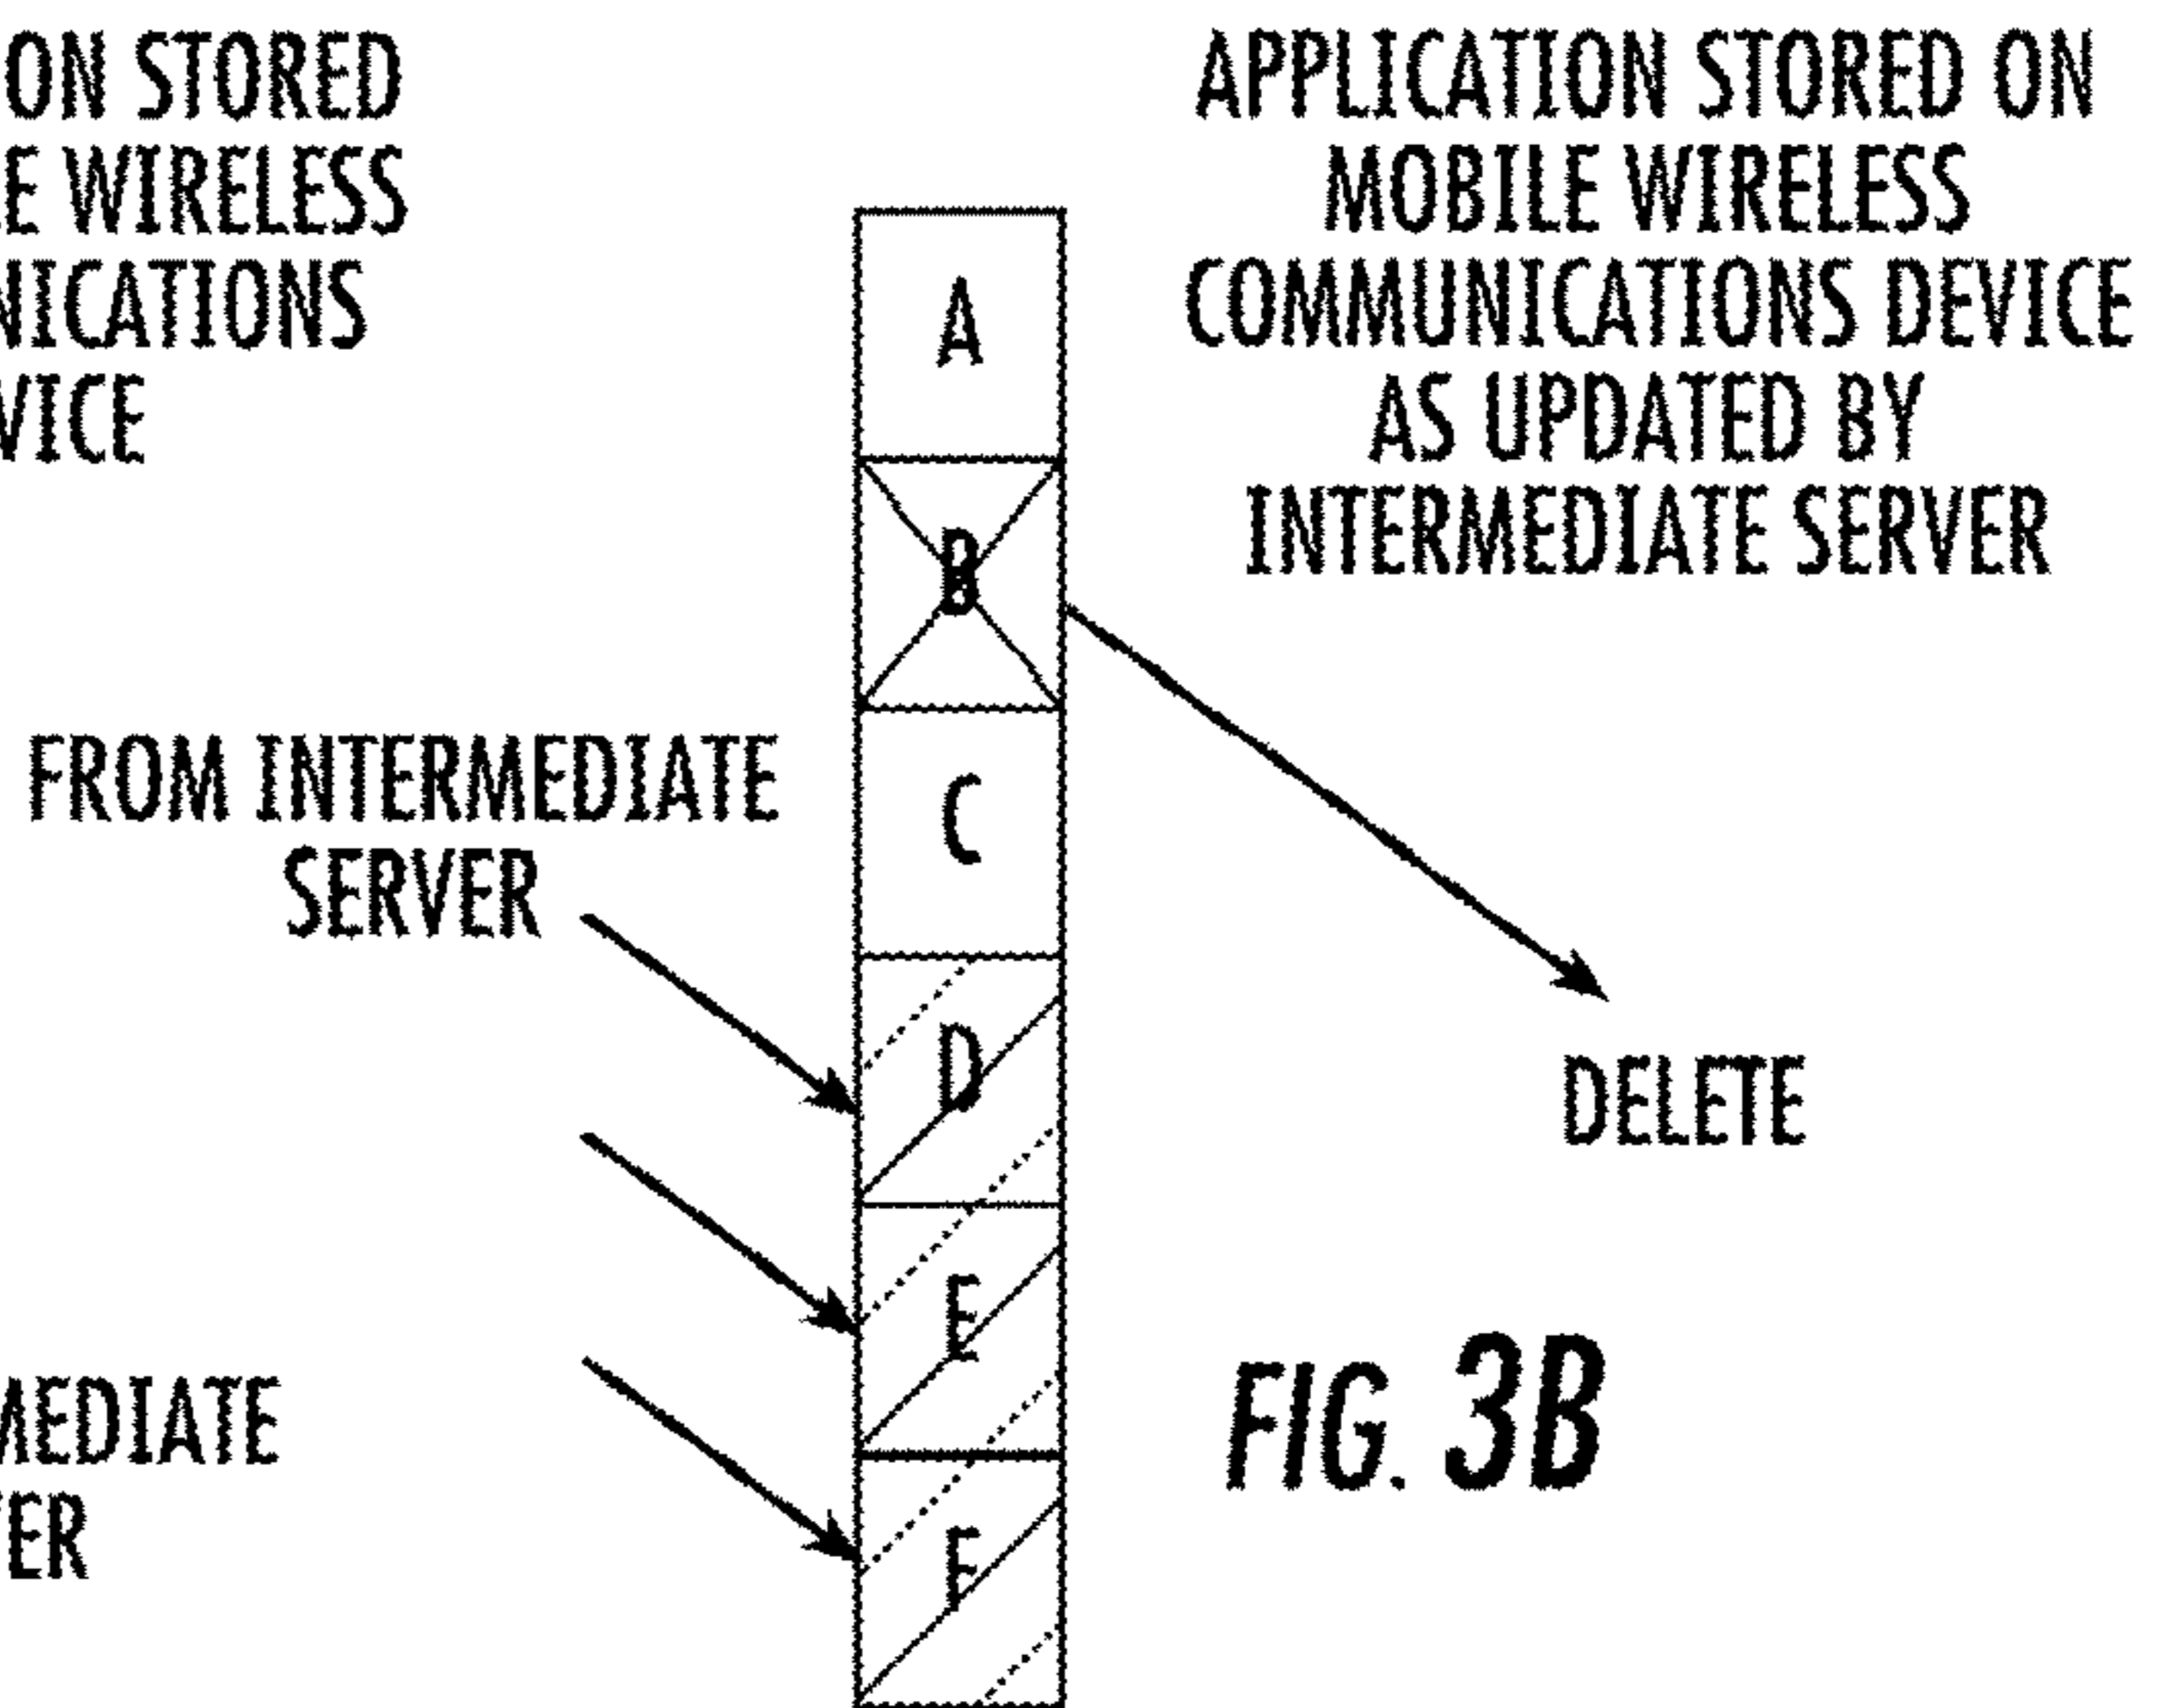 ON STORED
E WIRELESS
NICATIONS
VICE
APPLICATION STORED ON
MOBILE WIRELESS
COMMUNICATIONS DEVICE
AS UPDATED BY
INTERMEDIATE SERVER
A
B
C
D
E
F
FROM INTERMEDIATE
SERVER
DELETE
MEDIATE
ER
FIG. 3B